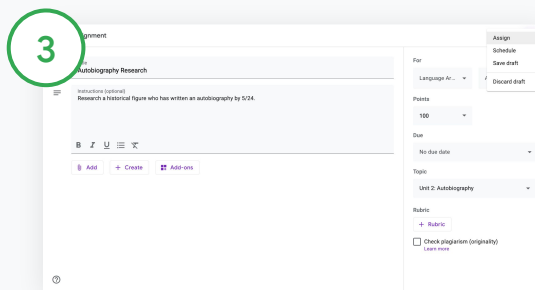 3
gnment
Assign
Schedule
Save draft
Discard draft
Autobiography Research
Instructions (optional)
Research a historical figure who has written an autobiography by 5/24.
B I U
Add
+ Create
Add-ons
For
Language Ar...
Points
100
Due
No due date
Topic
Unit 2: Autobiography
Rubric
+ Rubric
Check plagiarism (originality)
Learn more